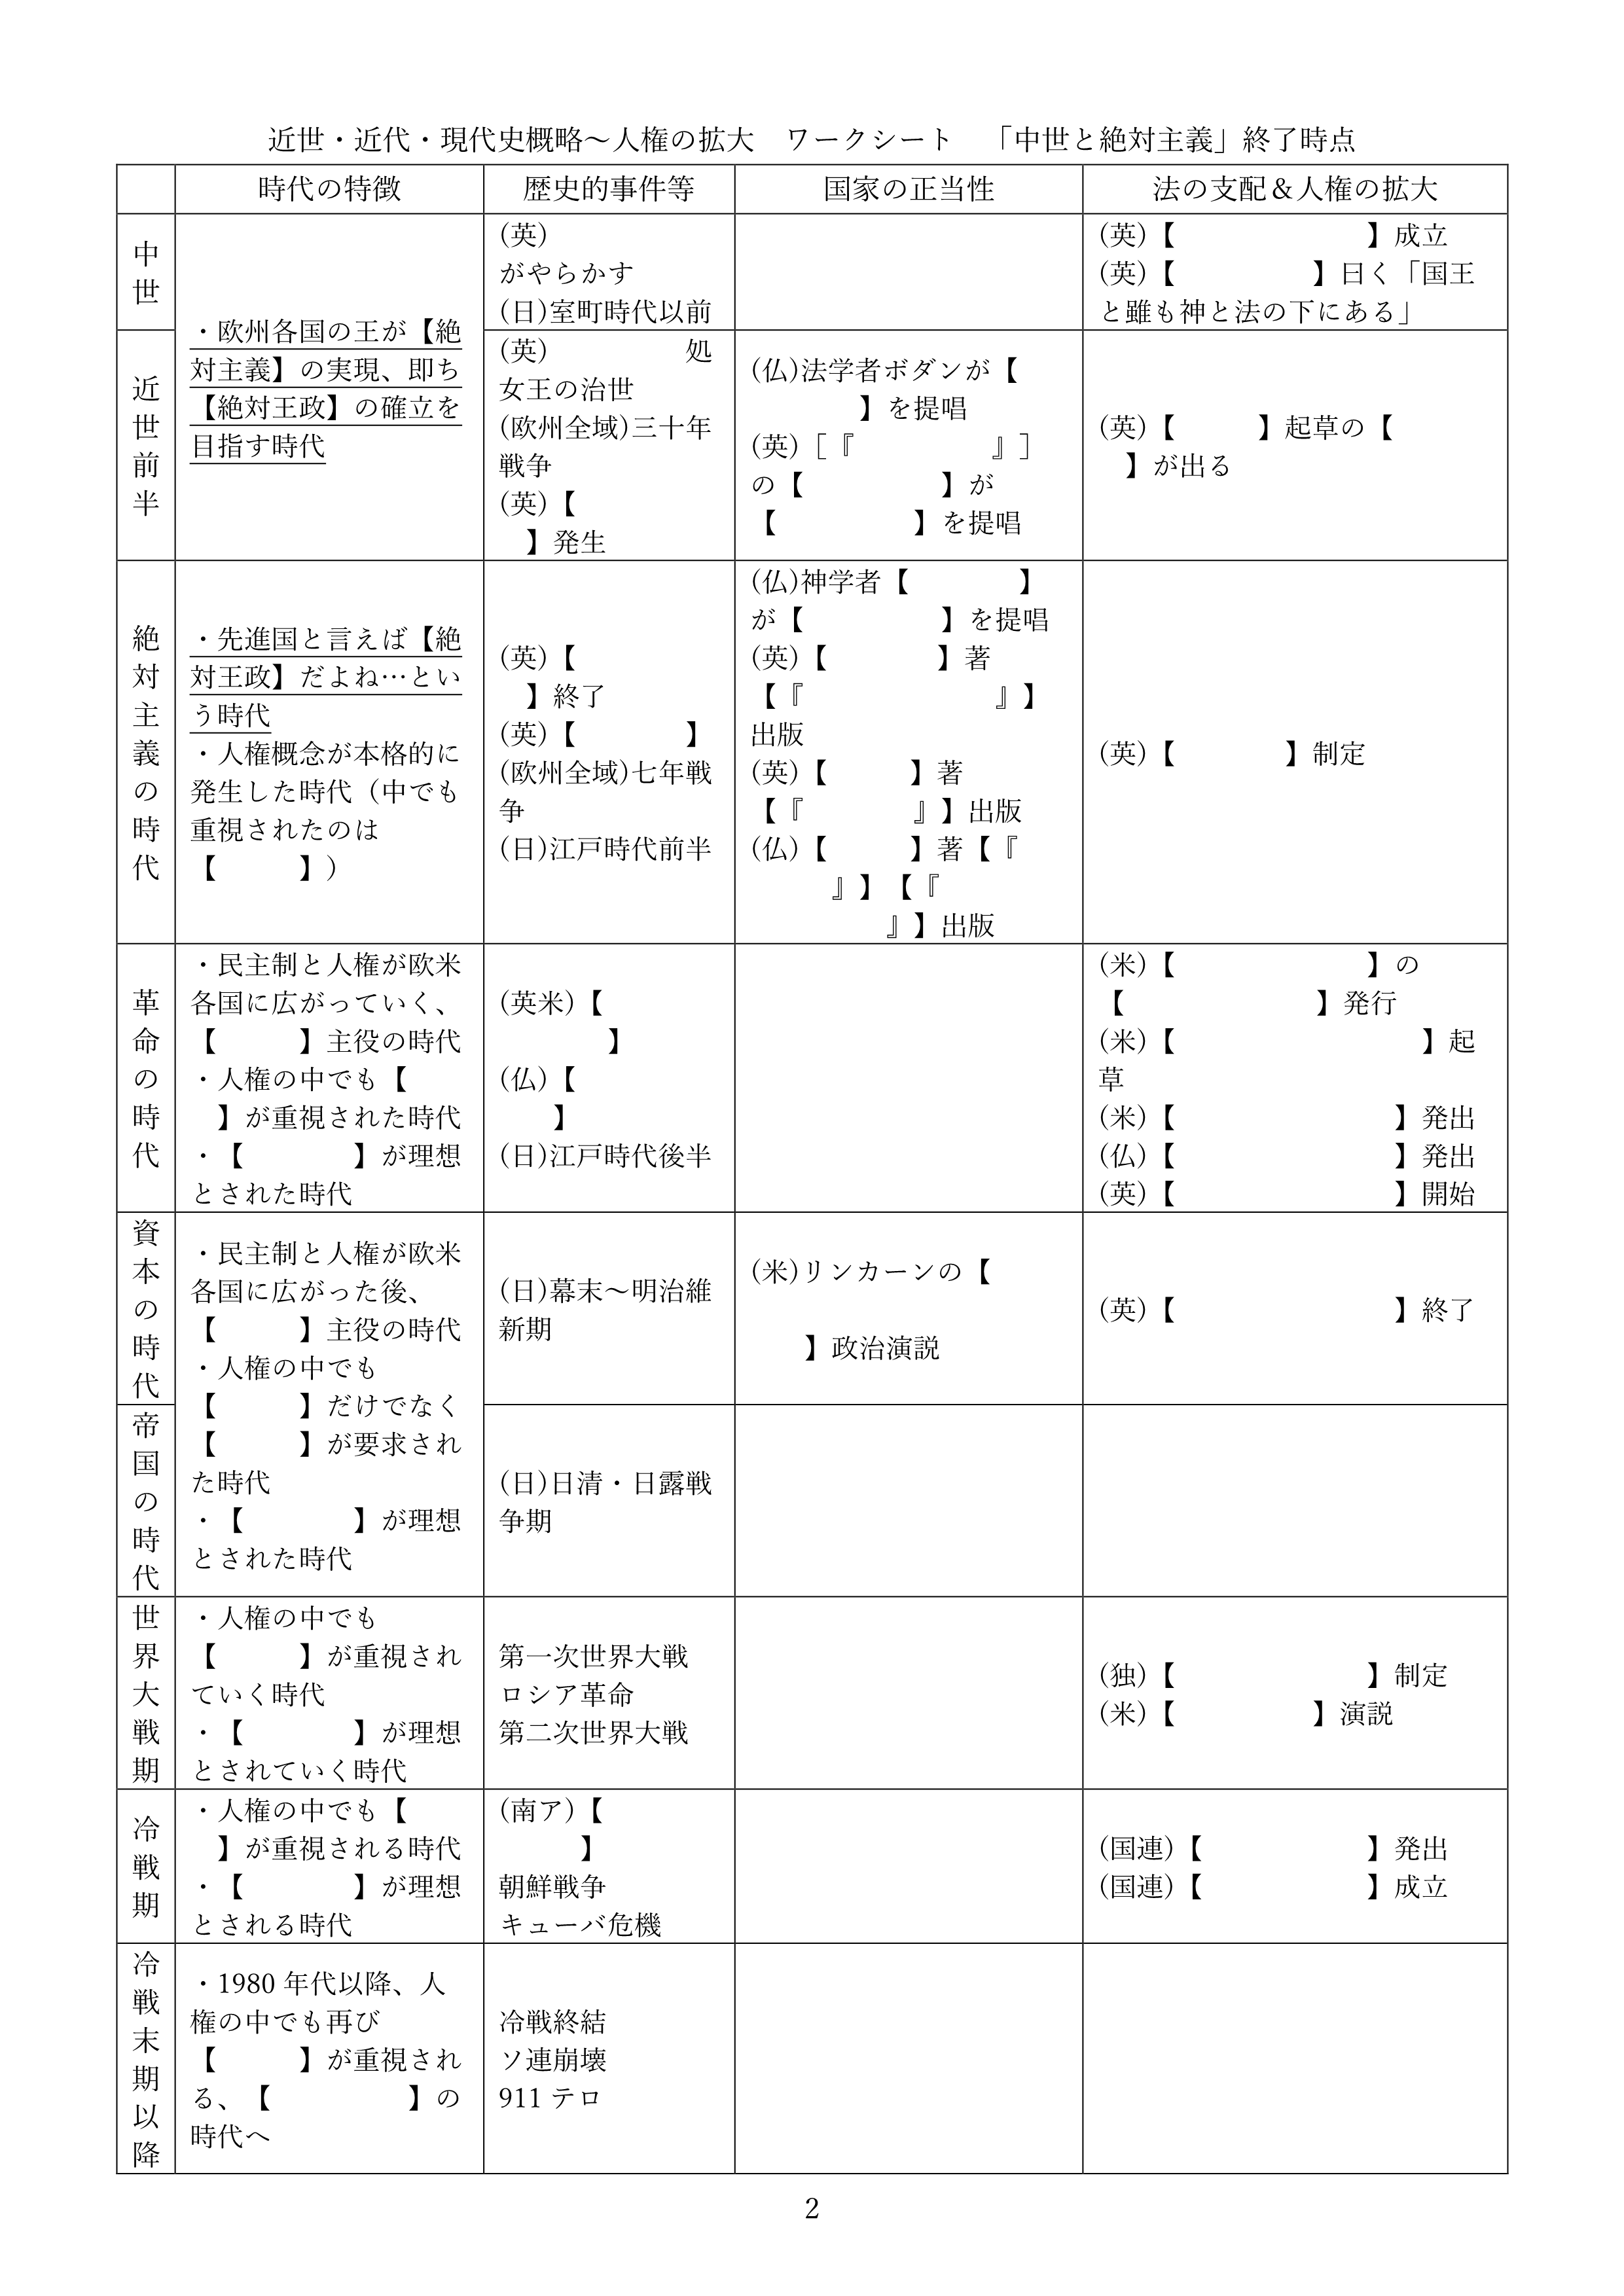 近世・近代・現代史概略～人権の拡大　ワークシート　「中世と絶対主義」終了時点
時代の特徴
歴史的事件等
国家の正当性
法の支配＆人権の拡大
中世
近世前半
・欧州各国の王が【絶
対主義】の実現、即ち
【絶対王政】の確立を
目指す時代
(英)
がやらかす
(日)室町時代以前
(英)【　　　　　　　】成立
(英)【　　　　　】曰く「国王
と雖も神と法の下にある」
(英)　　　　　処
女王の治世
(欧州全域)三十年
戦争
(英)【
　】発生
(仏)法学者ボダンが【
　　　　】を提唱
(英)［『　　　　　』］
の【　　　　　】が
【　　　　　】を提唱
(英)【　　　】起草の【
　】が出る
絶対主義の時代
・先進国と言えば【絶
対王政】だよね…とい
う時代
・人権概念が本格的に
発生した時代（中でも
重視されたのは
【　　　】）
(英)【
　】終了
(英)【　　　　】
(欧州全域)七年戦
争
(日)江戸時代前半
(仏)神学者【　　　　】
が【　　　　　】を提唱
(英)【　　　　】著
【『　　　　　　　』】
出版
(英)【　　　】著
【『　　　　』】出版
(仏)【　　　】著【『
　　　』】【『
　　　　　』】出版
(英)【　　　　】制定
革命の時代
・民主制と人権が欧米
各国に広がっていく、
【　　　】主役の時代
・人権の中でも【
　】が重視された時代
・【　　　　】が理想
とされた時代
(英米)【
　　　　】
(仏)【
　　】
(日)江戸時代後半
(米)【　　　　　　　】の
【　　　　　　　】発行
(米)【　　　　　　　　　】起
草
(米)【　　　　　　　　】発出
(仏)【　　　　　　　　】発出
(英)【　　　　　　　　】開始
資本の時代
帝国の時代
・民主制と人権が欧米
各国に広がった後、
【　　　】主役の時代
・人権の中でも
【　　　】だけでなく
【　　　】が要求され
た時代
・【　　　　】が理想
とされた時代
(日)幕末～明治維
新期
(米)リンカーンの【
　　】政治演説
(英)【　　　　　　　　】終了
(日)日清・日露戦
争期
世界大戦期
・人権の中でも
【　　　】が重視され
ていく時代
・【　　　　】が理想
とされていく時代
第一次世界大戦
ロシア革命
第二次世界大戦
(独)【　　　　　　　】制定
(米)【　　　　　】演説
冷戦期
・人権の中でも【
　】が重視される時代
・【　　　　】が理想
とされる時代
(南ア)【
　　　】
朝鮮戦争
キューバ危機
(国連)【　　　　　　】発出
(国連)【　　　　　　】成立
冷戦末期以降
・1980 年代以降、人
権の中でも再び
【　　　】が重視され
る、【　　　　　】の
時代へ
冷戦終結
ソ連崩壊
911 テロ
2